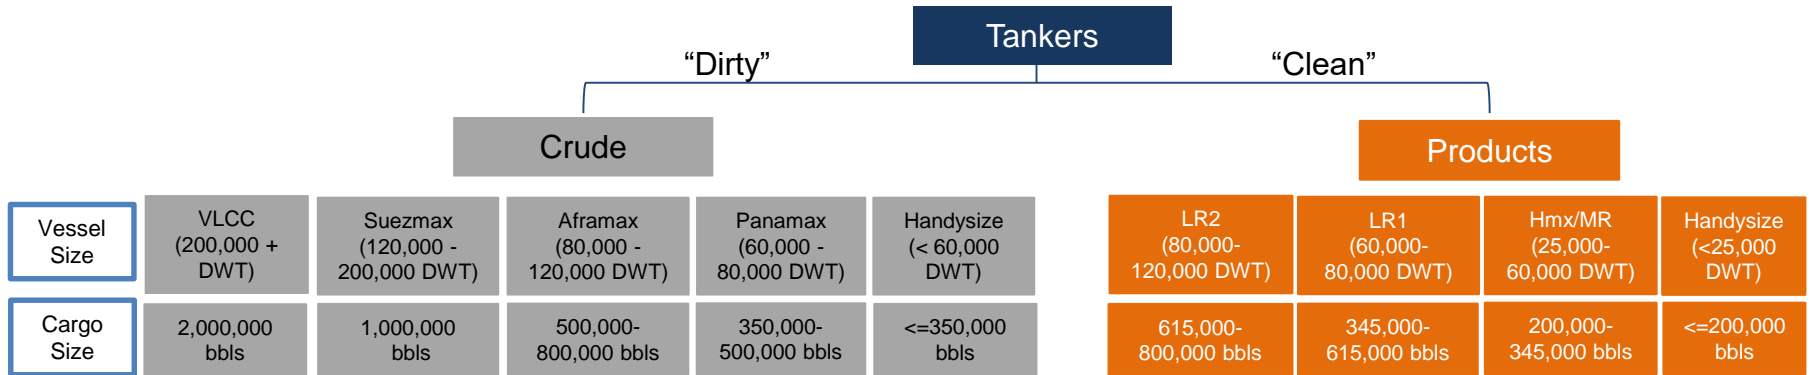 Tankers
“Dirty”
“Clean”
Crude
Products
Vessel
Size
VLCC
(200,000 +
DWT)
Suezmax
(120,000 -
200,000 DWT)
Aframax
(80,000 -
120,000 DWT)
Panamax
(60,000 -
80,000 DWT)
Handysize
(< 60,000
DWT)
LR2
(80,000-
120,000 DWT)
LR1
(60,000-
80,000 DWT)
Hmx/MR
(25,000-
60,000 DWT)
Handysize
(<25,000
DWT)
Cargo
Size
2,000,000
bbls
1,000,000
bbls
500,000-
800,000 bbls
350,000-
500,000 bbls
<=350,000
bbls
615,000-
800,000 bbls
345,000-
615,000 bbls
200,000-
345,000 bbls
<=200,000
bbls